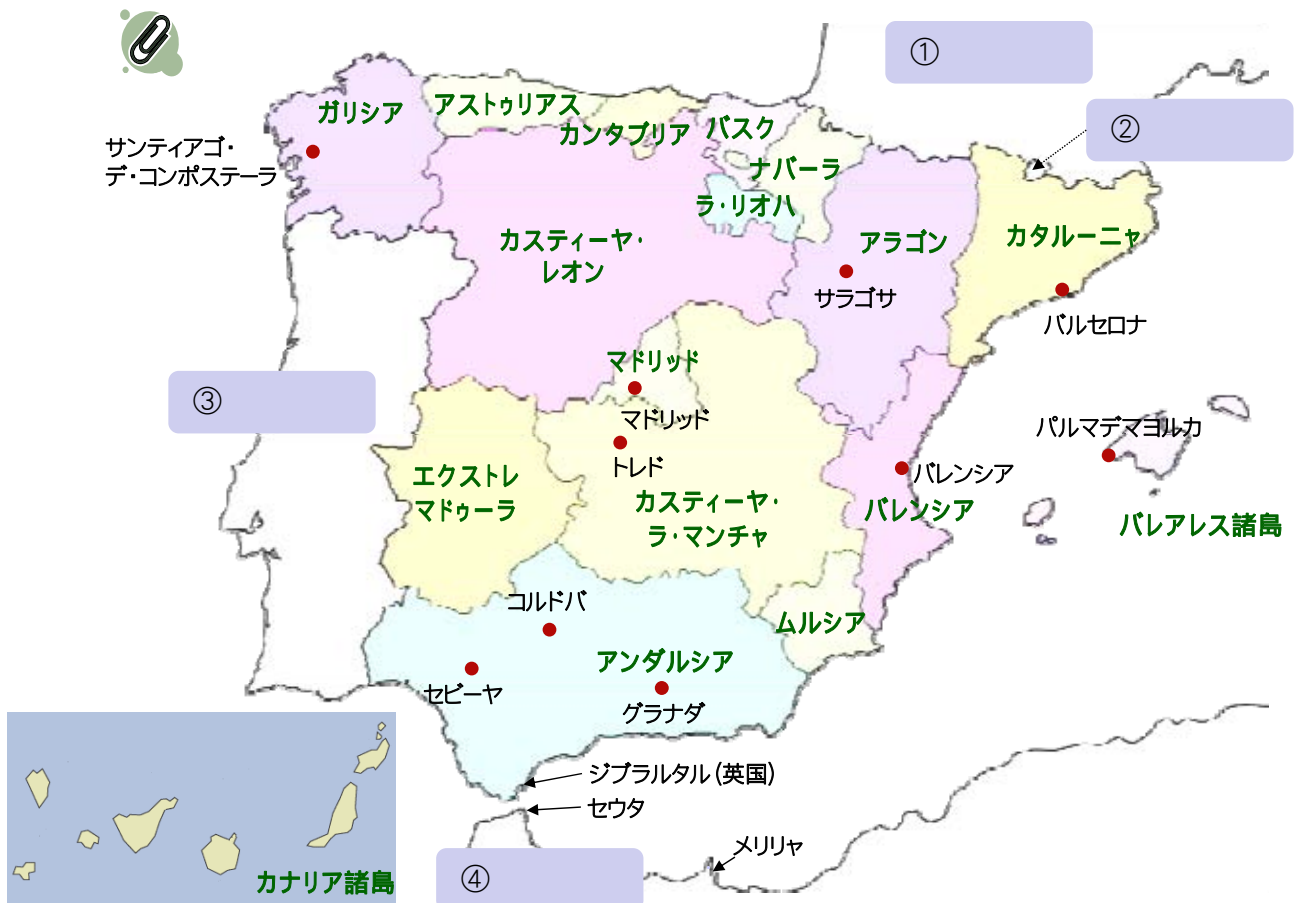 ①
②
ガリシア
アストゥリアス
カンタブリア
バスク
ナバーラ
ラ・リオハ
サンティアゴ・
デ・コンポステーラ
カスティーヤ・
レオン
アラゴン
サラゴサ
カタルーニャ
バルセロナ
③
マドリッド
マドリッド
トレド
エクストレ
マドゥーラ
カスティーヤ・
ラ・マンチャ
バレンシア
バレンシア
パルマデマヨルカ
バレアレス諸島
コルドバ
セビーヤ
アンダルシア
グラナダ
ムルシア
ジブラルタル(英国)
セウタ
メリリャ
④
カナリア諸島